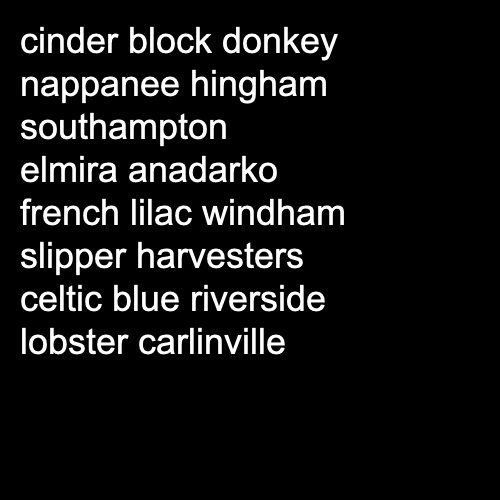 cinder block donkey
nappanee hingham
southampton
elmira anadarko
french lilac windham
slipper harvesters
celtic blue riverside
lobster carlinville